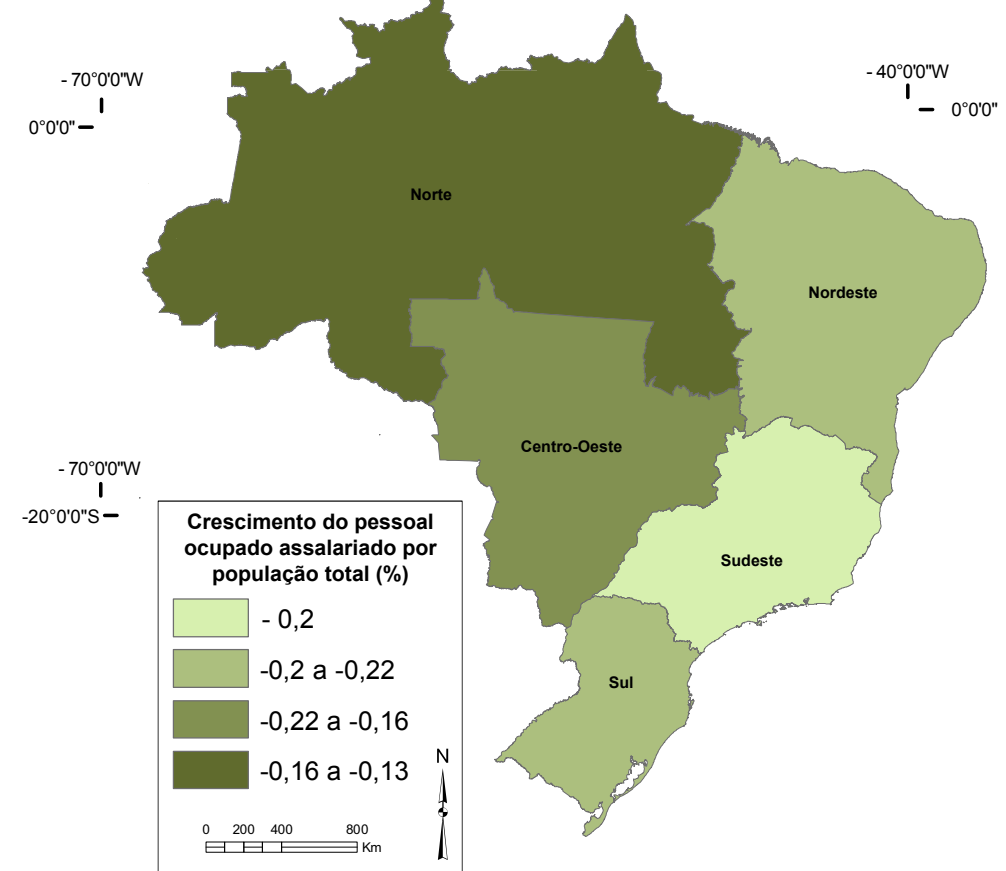 - 70°0'0"W
- 40°0'0"W
0°0'0"
0°0'0"
Norte
Nordeste
Centro-Oeste
- 70°0'0"W
-20°0'0"S
Sudeste
Sul
Crescimento do pessoal
ocupado assalariado por
população total (%)
- 0,2
-0,2 a -0,22
-0,22 a -0,16
-0,16 a -0,13
N
0 200 400 800
Km